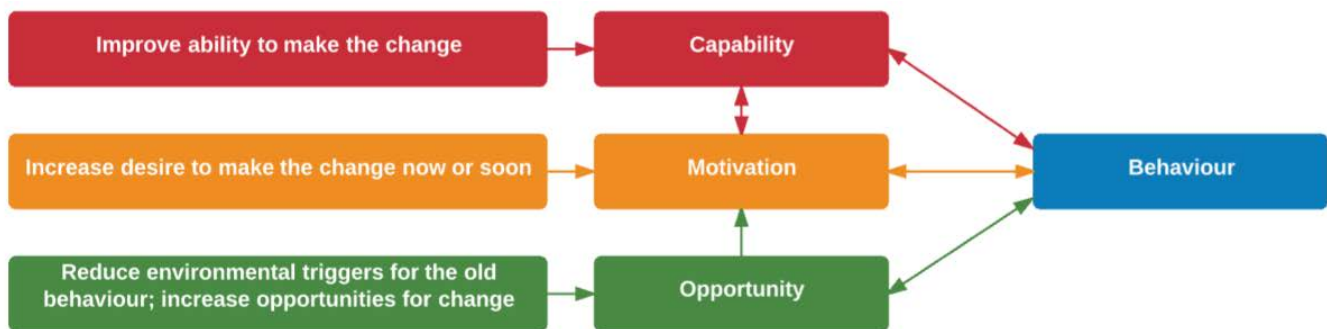 Improve ability to make the change
Capability
Increase desire to make the change now or soon
Motivation
Behaviour
Reduce environmental triggers for the old
behaviour; increase opportunities for change
Opportunity